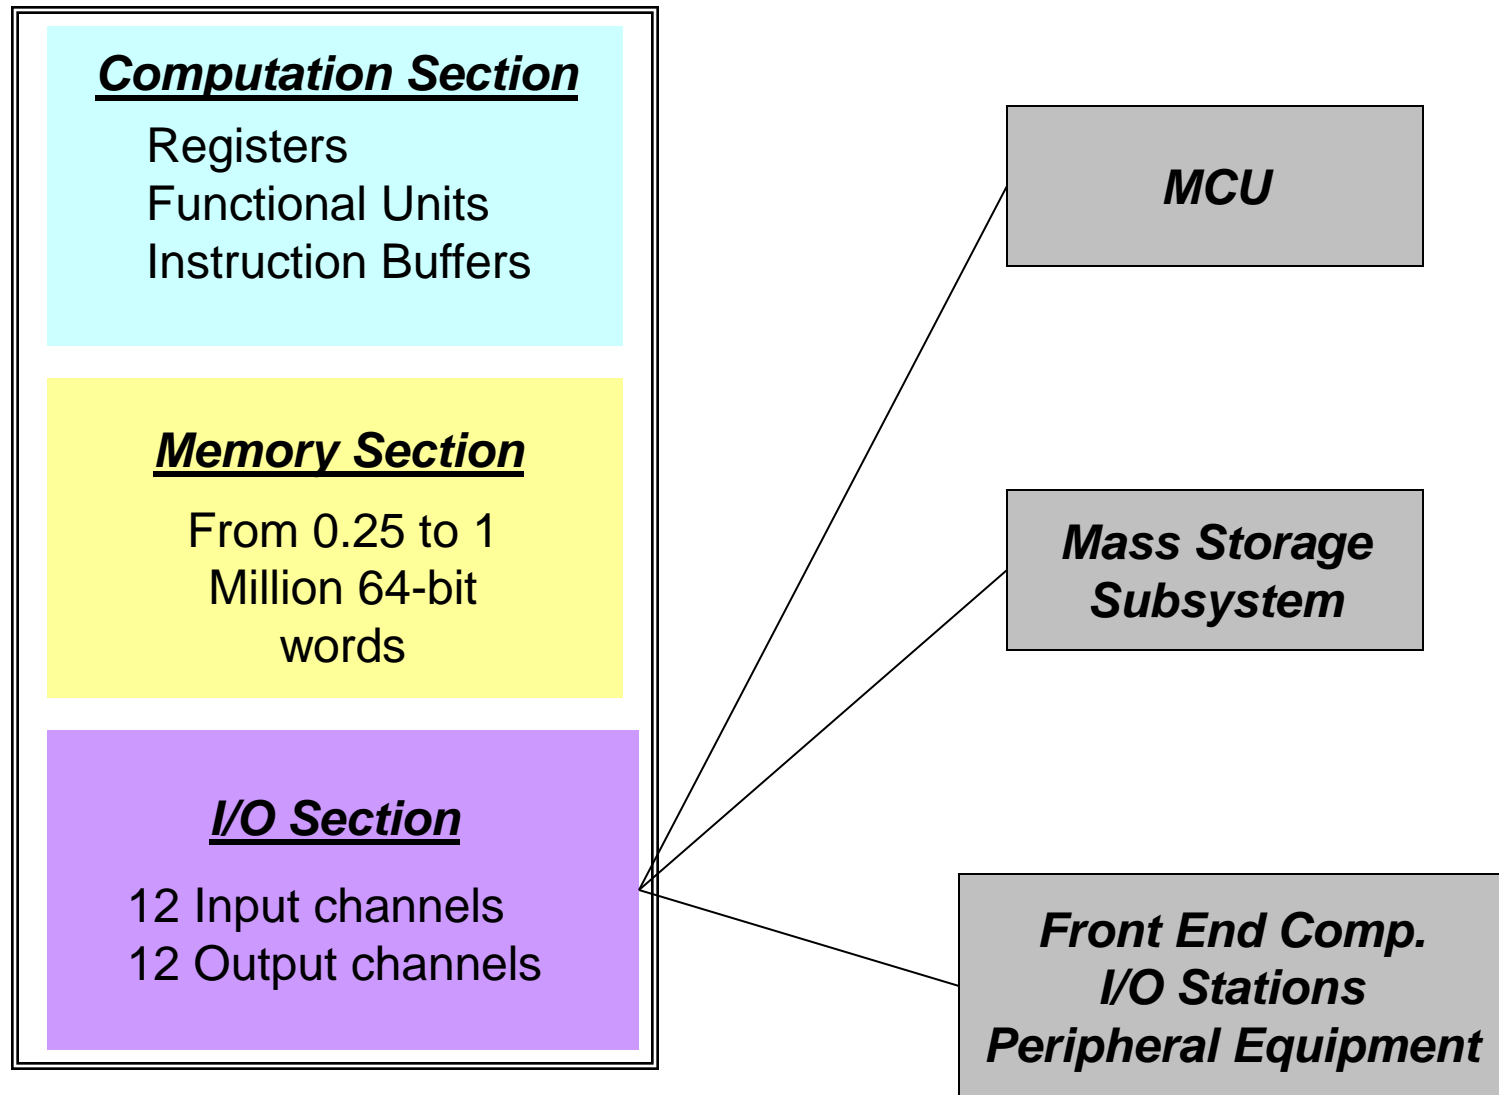 Computation Section
Registers
Functional Units
Instruction Buffers
Memory Section
From 0.25 to 1
Million 64-bit
words
I/O Section
12 Input channels
12 Output channels
MCU
Mass Storage
Subsystem
Front End Comp.
I/O Stations
Peripheral Equipment